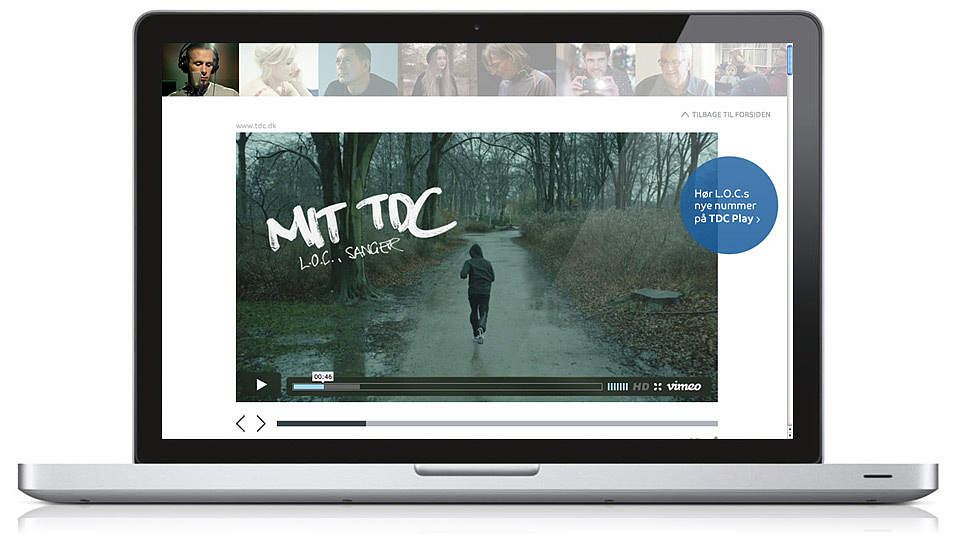 TILBAGE TIL FORSIDEN
www.tdc.dk
MIT TDC
L.O.C., SANGER
Hør L.O.C.s
nye nummer
på TDC Play ›
00:46
HD
vimeo